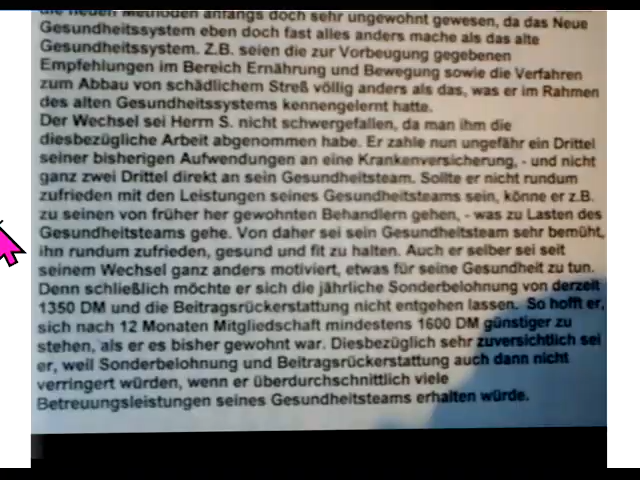 die neuen Methoden anfangs doch sehr ungewohnt gewesen, da das Neue
Gesundheitssystem eben doch fast alles anders mache als das alte
Gesundheitssystem. Z.B. seien die zur Vorbeugung gegebenen
Empfehlungen im Bereich Ernährung und Bewegung sowie die Verfahren
zum Abbau von schädlichem Streß völlig anders als das, was er im Rahmen
des alten Gesundheitssystems kennengelernt hatte.
Der Wechsel sei Herrn S. nicht schwergefallen, da man ihm die
diesbezügliche Arbeit abgenommen habe. Er zahle nun ungefähr ein Drittel
seiner bisherigen Aufwendungen an eine Krankenversicherung, - und nicht
ganz zwei Drittel direkt an sein Gesundheitsteam. Sollte er nicht rundum
zufrieden mit den Leistungen seines Gesundheitsteams sein, könne er z.B.
zu seinen von früher her gewohnten Behandlern gehen, - was zu Lasten des
Gesundheitsteams gehe. Von daher sei sein Gesundheitsteam sehr bemüht,
ihn rundum zufrieden, gesund und fit zu halten. Auch er selber sei seit
seinem Wechsel ganz anders motiviert, etwas für seine Gesundheit zu tun.
Denn schließlich möchte er sich die jährliche Sonderbelohnung von derzeit
1350 DM und die Beitragsrückerstattung nicht entgehen lassen. So hofft er,
sich nach 12 Monaten Mitgliedschaft mindestens 1600 DM günstiger zu
stehen, als er es bisher gewohnt war. Diesbezüglich sehr zuversichtlich sei
er, weil Sonderbelohnung und Beitragsrückerstattung auch dann nicht
verringert würden, wenn er überdurchschnittlich viele
Betreuungsleistungen seines Gesundheitsteams erhalten würde.